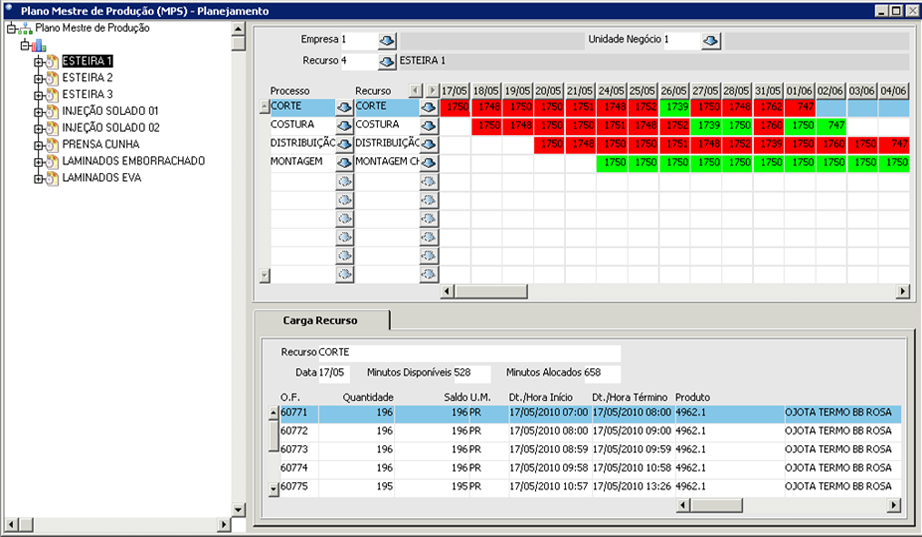 Plano Mestre de Produção (MPS) - Planejamento
Plano Mestre de Produção
ESTEIRA 1
ESTEIRA 2
ESTEIRA 3
INJEÇÃO SOLADO 01
INJEÇÃO SOLADO 02
PRENSA CUNHA
LAMINADOS EMBORRACHADO
LAMINADOS EVA
Empresa 1 Unidade Negócio 1
Recurso 4 ESTEIRA 1
Processo Recurso 17/05 18/05 19/05 20/05 21/05 24/05 25/05 26/05 27/05 28/05 31/05 01/06 02/06 03/06 04/06
CORTE CORTE 1750 1748 1750 1750 1751 1748 1752 1739 1750 1748 1762 747
COSTURA COSTURA 1750 1748 1750 1750 1751 1748 1752 1739 1750 1760 1750 747
DISTRIBUIÇÃO DISTRIBUIÇÃO 1750 1748 1750 1750 1751 1748 1752 1739 1750 1760 1750 747
MONTAGEM MONTAGEM CH 1750 1750 1750 1750 1750 1750 1750 1750 1750 1750
Carga Recurso
Recurso CORTE
Data 17/05 Minutos Disponíveis 528 Minutos Alocados 658
O.F. Quantidade Saldo U.M. Dt./Hora Início Dt./Hora Término Produto
60771 196 196 PR 17/05/2010 07:00 17/05/2010 08:00 4962.1 OJOTA TERMO BB ROSA
60772 196 196 PR 17/05/2010 08:00 17/05/2010 09:00 4962.1 OJOTA TERMO BB ROSA
60773 196 196 PR 17/05/2010 08:59 17/05/2010 09:59 4962.1 OJOTA TERMO BB ROSA
60774 196 196 PR 17/05/2010 09:58 17/05/2010 10:58 4962.1 OJOTA TERMO BB ROSA
60775 195 195 PR 17/05/2010 10:57 17/05/2010 13:26 4962.1 OJOTA TERMO BB ROSA